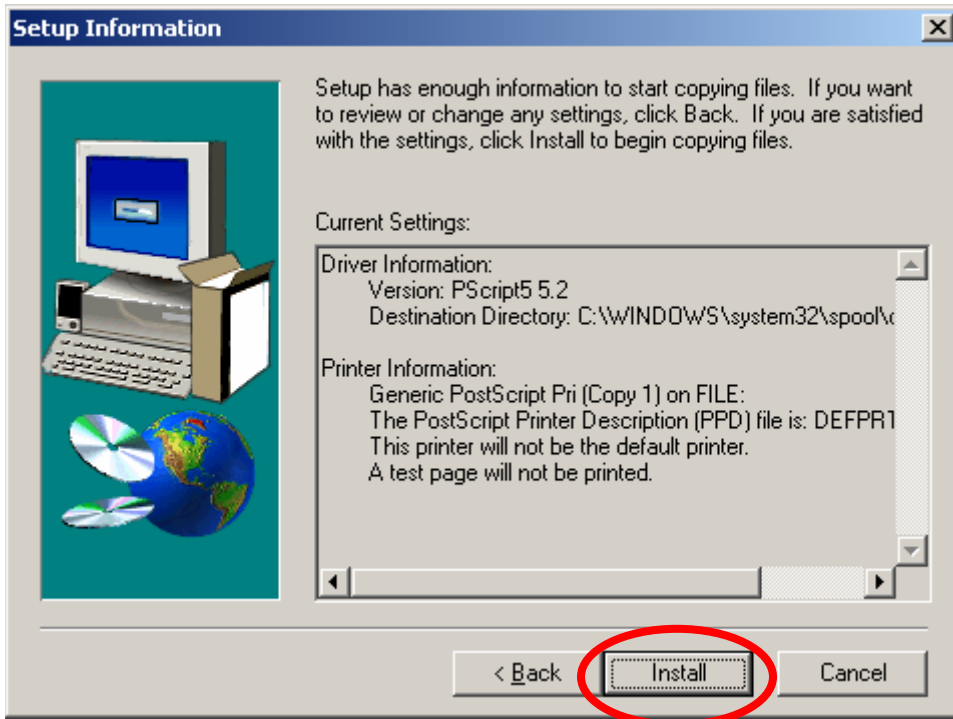 Setup Information
Setup has enough information to start copying files. If you want
to review or change any settings, click Back. If you are satisfied
with the settings, click Install to begin copying files.
Current Settings:
Driver Information:
Version: PScript5 5.2
Destination Directory: C:\WINDOWS\system32\spool\
Printer Information:
Generic PostScript Pri (Copy 1) on FILE:
The PostScript Printer Description (PPD) file is: DEFPRT
This printer will not be the default printer.
A test page will not be printed.
< Back
Install
Cancel